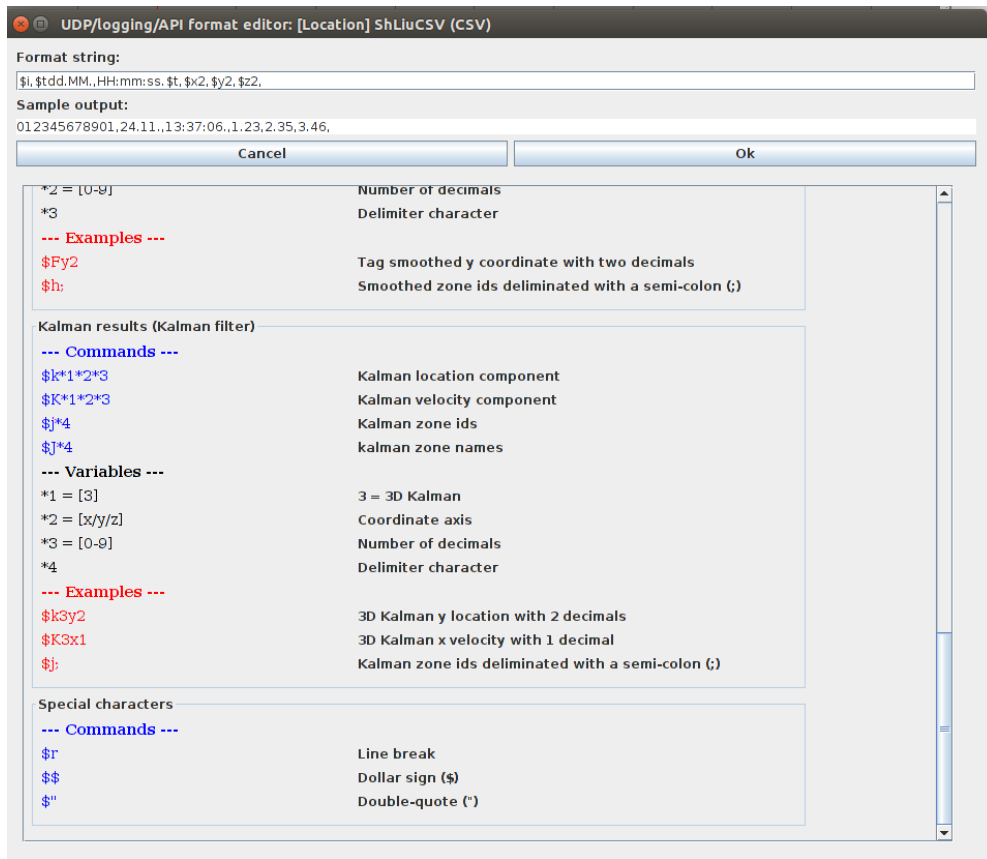 UDP/logging/API format editor: [Location] ShLiuCSV (CSV)
Format string:
$i,$tdd.MM.,HH:mm:ss.$t,$x2,$y2,$z2,
Sample output:
012345678901,24.11.,13:37:06.,1.23,2.35,3.46,
Cancel Ok
*2 = [0-9] Number of decimals
*3 Delimiter character
--- Examples ---
$Fy2 Tag smoothed y coordinate with two decimals
$h; Smoothed zone ids deliminated with a semi-colon (;)
Kalman results (Kalman filter)
--- Commands ---
$k*1*2*3 Kalman location component
$K*1*2*3 Kalman velocity component
$j*4 Kalman zone ids
$J*4 kalman zone names
--- Variables ---
*1 = [3] 3 = 3D Kalman
*2 = [x/y/z] Coordinate axis
*3 = [0-9] Number of decimals
*4 Delimiter character
--- Examples ---
$k3y2 3D Kalman y location with 2 decimals
$K3x1 3D Kalman x velocity with 1 decimal
$j; Kalman zone ids deliminated with a semi-colon (;)
Special characters
--- Commands ---
$r Line break
$$ Dollar sign ($)
$" Double-quote (")